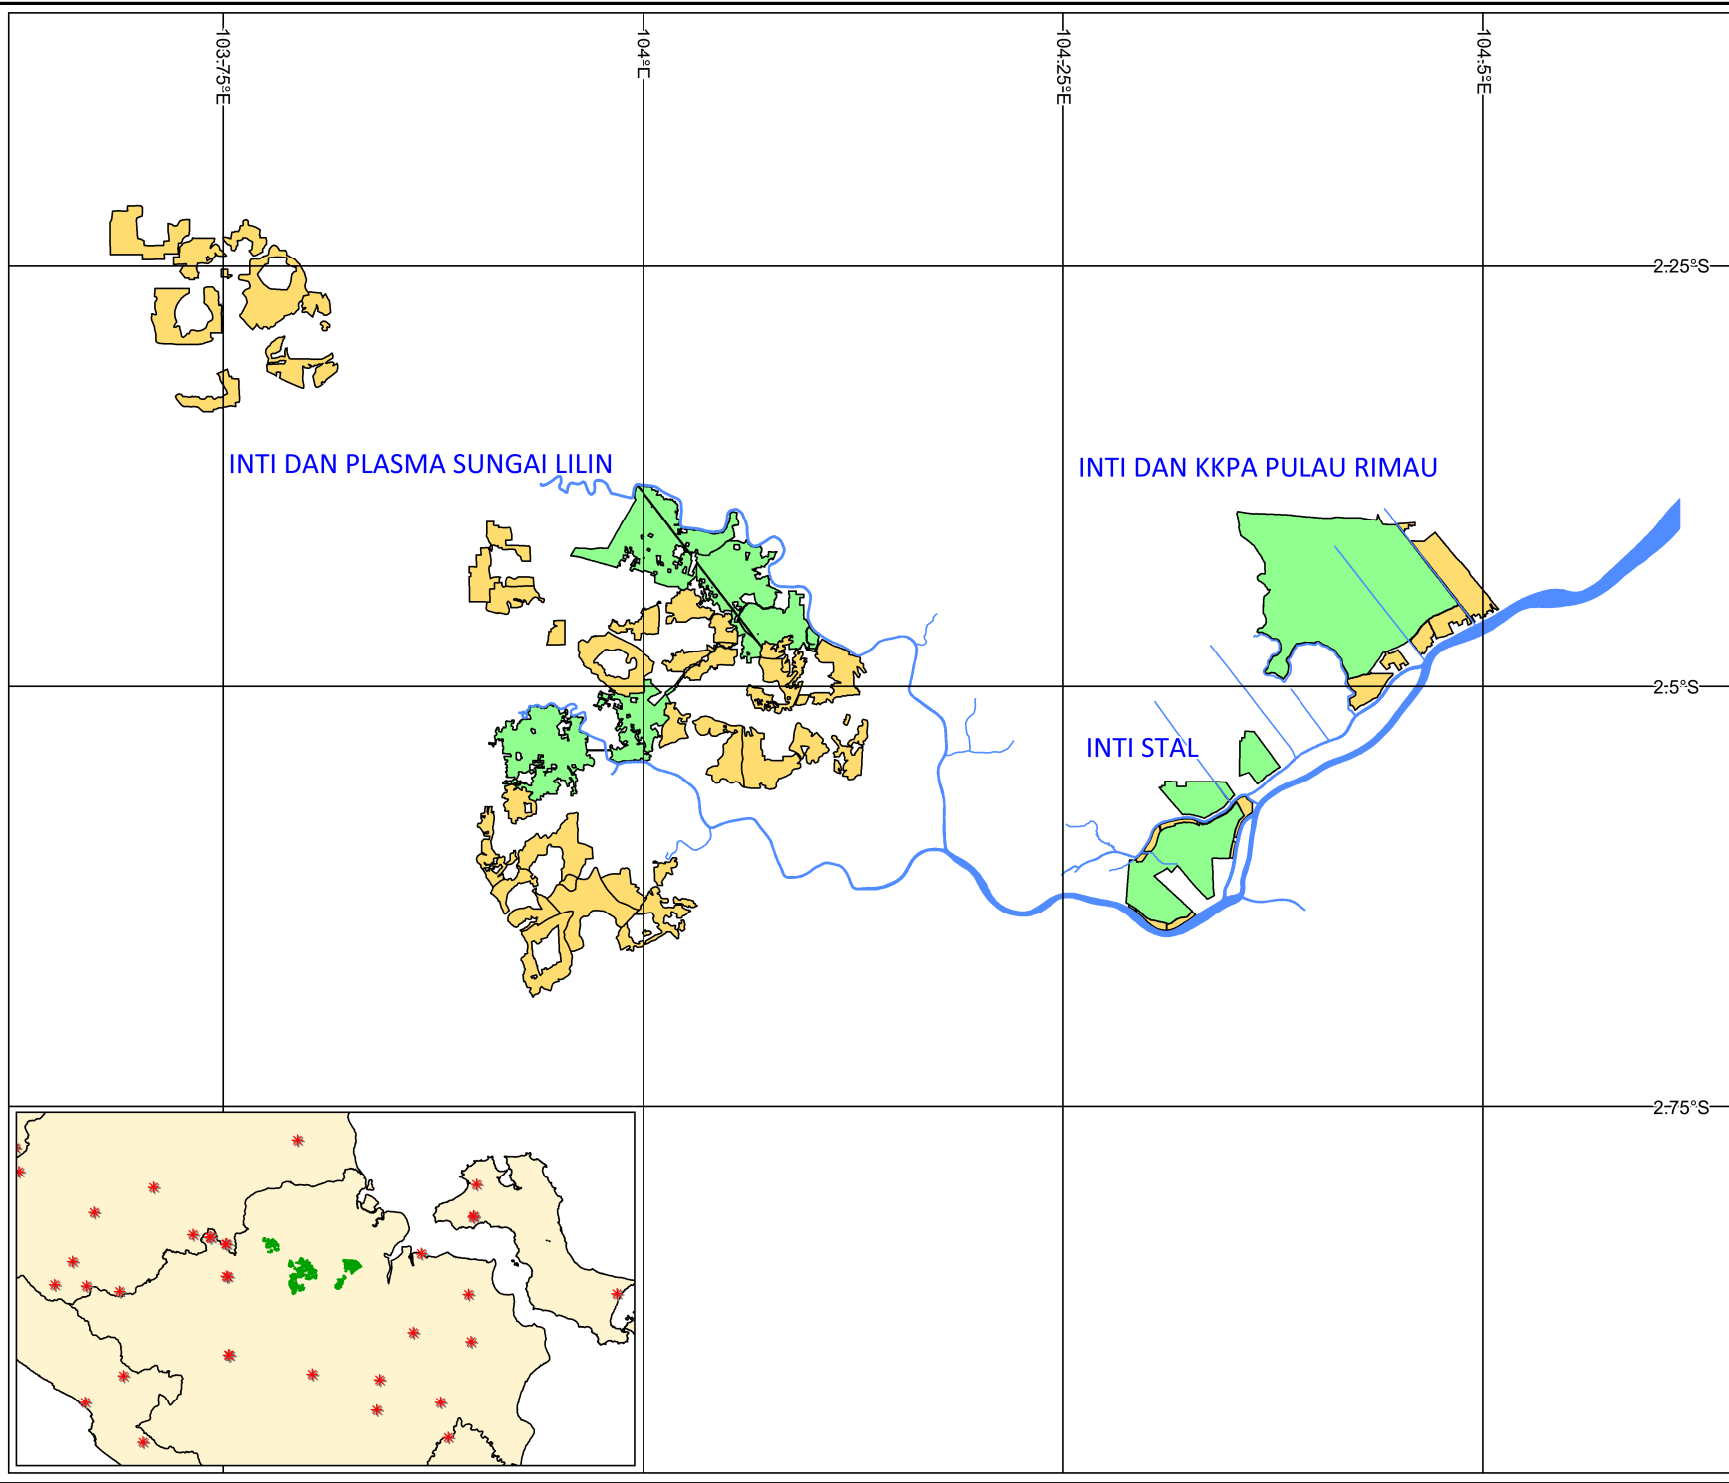 103.75°E
104°E
104.25°E
104.5°E
2.25°S
INTI DAN PLASMA SUNGAI LILIN
INTI DAN KKPA PULAU RIMAU
2.5°S
INTI STAL
2.75°S